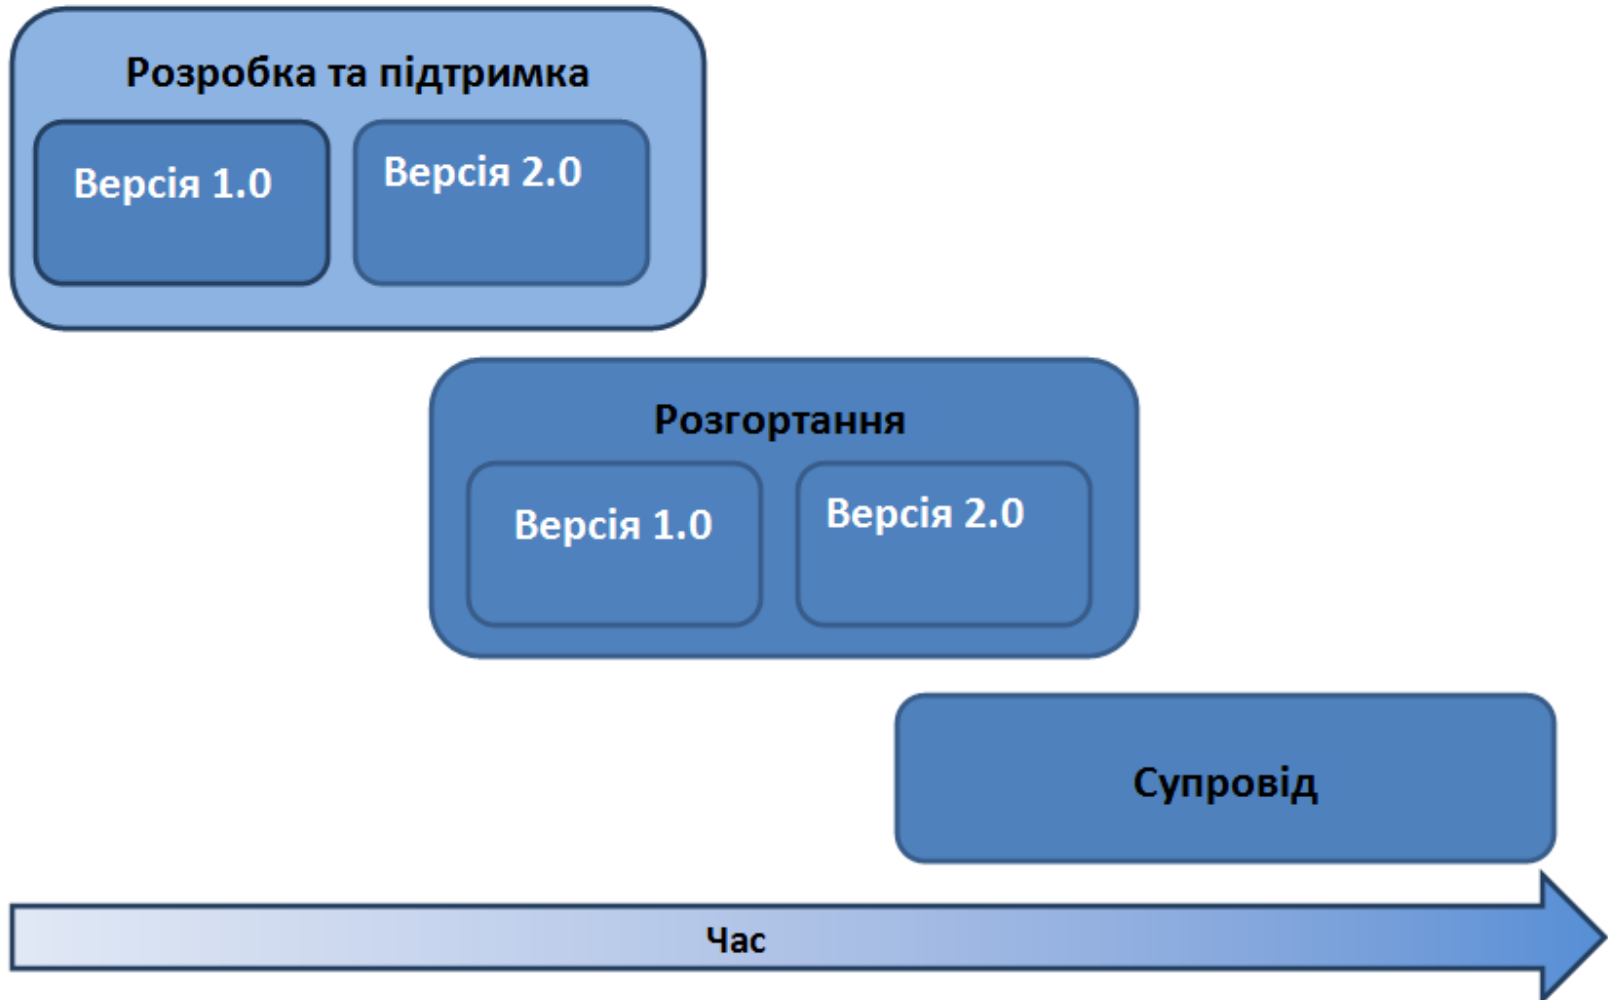 Розробка та підтримка
Версія 1.0
Версія 2.0
Розгортання
Версія 1.0
Версія 2.0
Супровід
Час